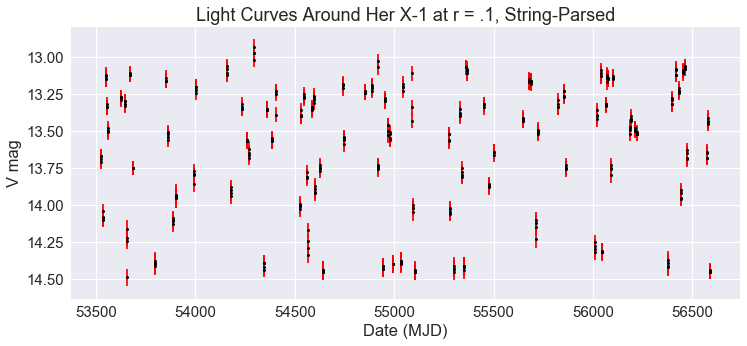 Light Curves Around Her X-1 at r = .1, String-Parsed
V mag
13.00
13.25
13.50
13.75
14.00
14.25
14.50
53500 54000 54500 55000 55500 56000 56500
Date (MJD)